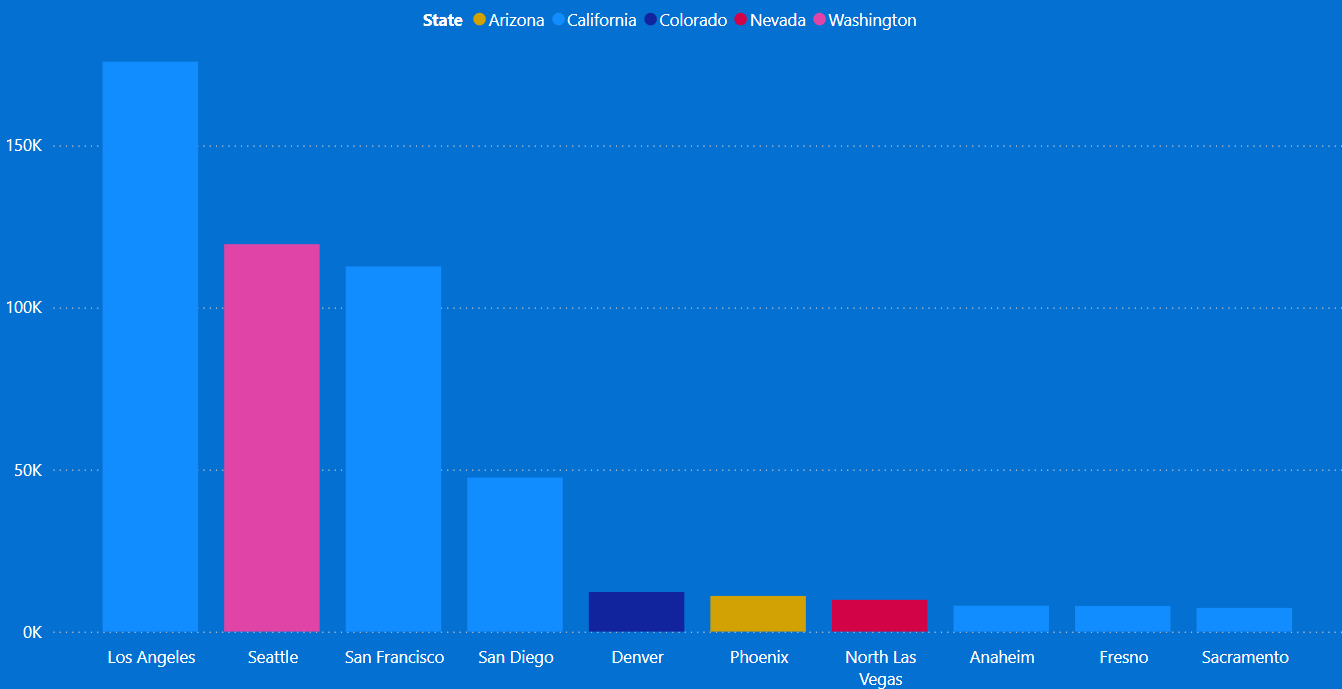 State Arizona California Colorado Nevada Washington
150K
100K
50K
0K
Los Angeles Seattle San Francisco San Diego Denver Phoenix North Las Anaheim Fresno Sacramento
Vegas